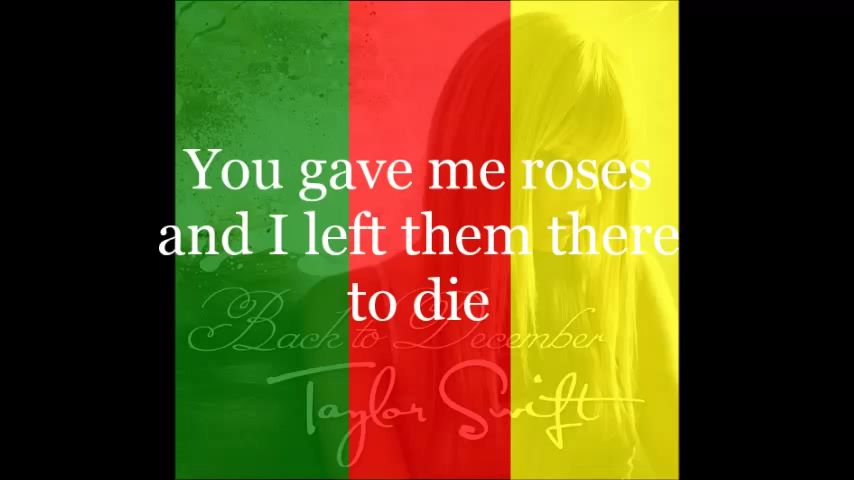 You gave me roses
and I left them there
to die
Back to December
Taylor Swift